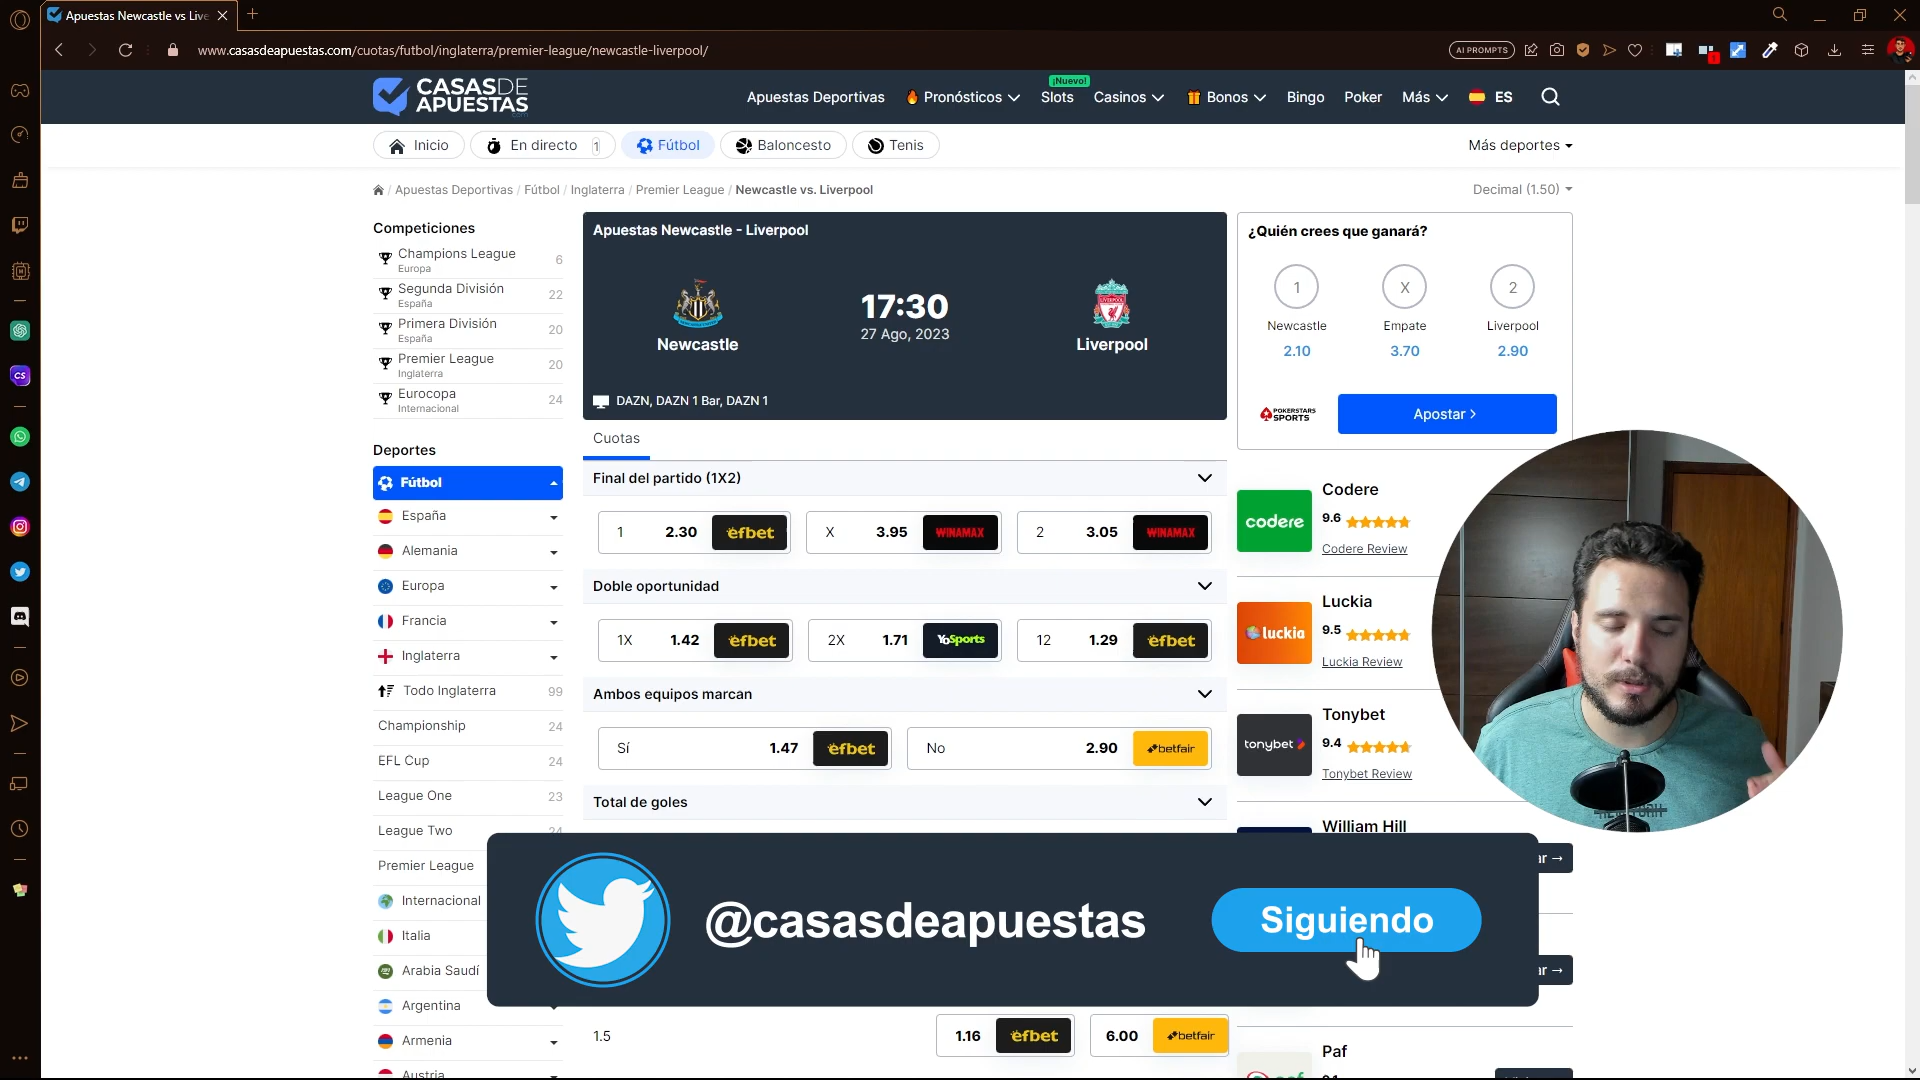 Apuestas Newcastle vs Live
www.casasdeapuestas.com/cuotas/futbol/inglaterra/premier-league/newcastle-liverpool/
AI PROMPTS
CASASDE
APUESTAS
.com
Apuestas Deportivas
Pronósticos
¡Nuevo!
Slots
Casinos
Bonos
Bingo
Poker
Más
ES
Inicio
En directo 1
Fútbol
Baloncesto
Tenis
Más deportes
/ Apuestas Deportivas / Fútbol / Inglaterra / Premier League / Newcastle vs. Liverpool
Decimal (1.50)
Competiciones
Champions League 6
Europa
Segunda División 22
España
Primera División 20
España
Premier League 20
Inglaterra
Eurocopa 24
Internacional
Deportes
Fútbol
España
Alemania
Europa
Francia
Inglaterra
Todo Inglaterra 99
Championship 24
EFL Cup 24
League One 23
League Two 24
Premier League
Internacional
Italia
Arabia Saudí
Argentina
Armenia
Austria
CS
Apuestas Newcastle - Liverpool
Newcastle
17:30
27 Ago, 2023
Liverpool
DAZN, DAZN 1 Bar, DAZN 1
Cuotas
Final del partido (1X2)
1 2.30 efbet
X 3.95 WINAMAX
2 3.05 WINAMAX
Doble oportunidad
1X 1.42 efbet
2X 1.71 YoSports
12 1.29 efbet
Ambos equipos marcan
Sí 1.47 efbet
No 2.90 betfair
Total de goles
@casasdeapuestas
Siguiendo
1.5 1.16 efbet 6.00 betfair
¿Quién crees que ganará?
1 X 2
Newcastle Empate Liverpool
2.10 3.70 2.90
POKERSTARS
SPORTS
Apostar >
codere
Codere
9.6
Codere Review
luckia
Luckia
9.5
Luckia Review
tonybet
Tonybet
9.4
Tonybet Review
William Hill
ar →
ar →
Paf